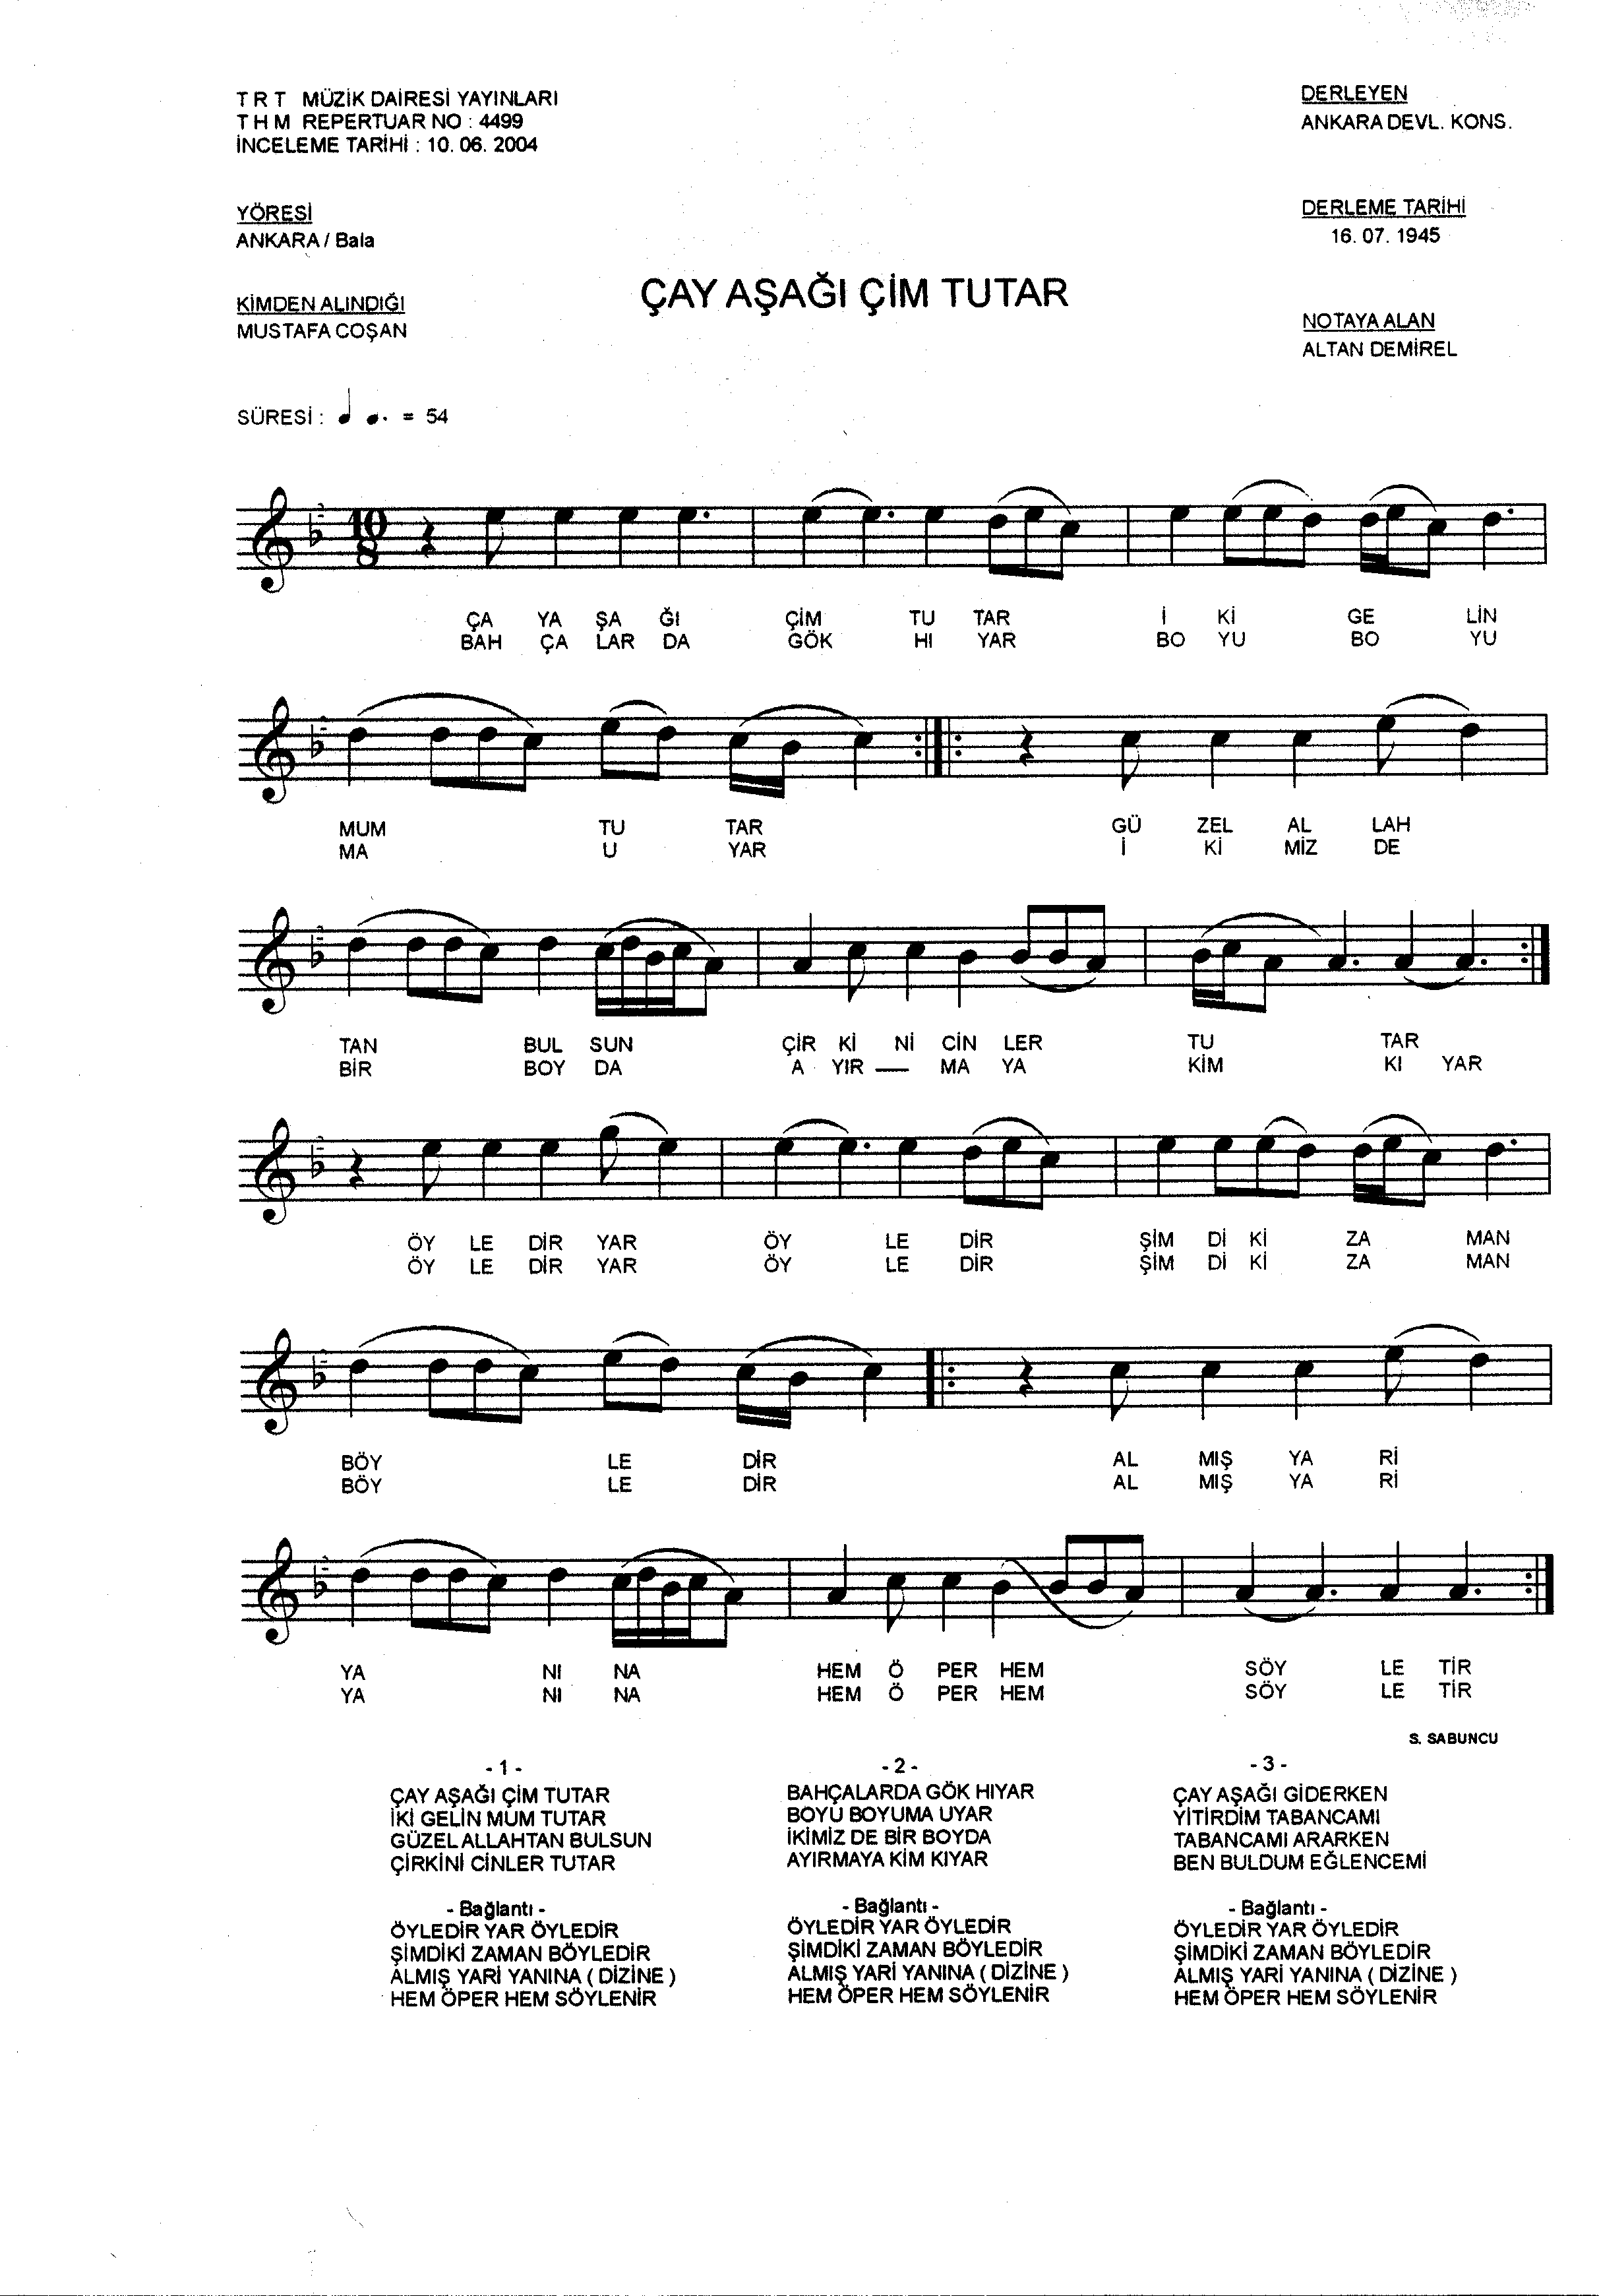 T R T MÜZİK DAİRESİ YAYINLARI
T H M REPERTUAR NO : 4499
İNCELEME TARİHİ : 10. 06. 2004
DERLEYEN
ANKARA DEVL. KONS.
YÖRESİ
ANKARA / Bala
DERLEME TARİHİ
16. 07. 1945
ÇAY AŞAĞI ÇİM TUTAR
KİMDEN ALINDIĞI
MUSTAFA COŞAN
NOTAYA ALAN
ALTAN DEMİREL
SÜRESİ : = 54
10
8
ÇA YA ŞA ĞI ÇİM TU TAR İ Kİ GE LİN
BAH ÇA LAR DA GÖK HI YAR BO YU BO YU
MUM TU TAR GÜ ZEL AL LAH
MA U YAR İ Kİ MİZ DE
TAN BUL SUN ÇİR Kİ Nİ CİN LER TU TAR
BİR BOY DA A YIR — MA YA KİM KI YAR
ÖY LE DİR YAR ÖY LE DİR ŞİM Dİ Kİ ZA MAN
ÖY LE DİR YAR ÖY LE DİR ŞİM Dİ Kİ ZA MAN
BÖY LE DİR AL MIŞ YA Rİ
BÖY LE DİR AL MIŞ YA Rİ
YA NI NA HEM Ö PER HEM SÖY LE TİR
YA NI NA HEM Ö PER HEM SÖY LE TİR
S. SABUNCU
- 1 -
ÇAY AŞAĞI ÇİM TUTAR
İKİ GELİN MUM TUTAR
GÜZEL ALLAHTAN BULSUN
ÇİRKİNİ CİNLER TUTAR
- Bağlantı -
ÖYLEDİR YAR ÖYLEDİR
ŞİMDİKİ ZAMAN BÖYLEDİR
ALMIŞ YARİ YANINA ( DİZİNE )
HEM ÖPER HEM SÖYLENİR
- 2 -
BAHÇALARDA GÖK HIYAR
BOYU BOYUMA UYAR
İKİMİZ DE BİR BOYDA
AYIRMAYA KİM KIYAR
- Bağlantı -
ÖYLEDİR YAR ÖYLEDİR
ŞİMDİKİ ZAMAN BÖYLEDİR
ALMIŞ YARİ YANINA ( DİZİNE )
HEM ÖPER HEM SÖYLENİR
- 3 -
ÇAY AŞAĞI GİDERKEN
YİTİRDİM TABANCAMI
TABANCAMI ARARKEN
BEN BULDUM EĞLENCEMİ
- Bağlantı -
ÖYLEDİR YAR ÖYLEDİR
ŞİMDİKİ ZAMAN BÖYLEDİR
ALMIŞ YARİ YANINA ( DİZİNE )
HEM ÖPER HEM SÖYLENİR